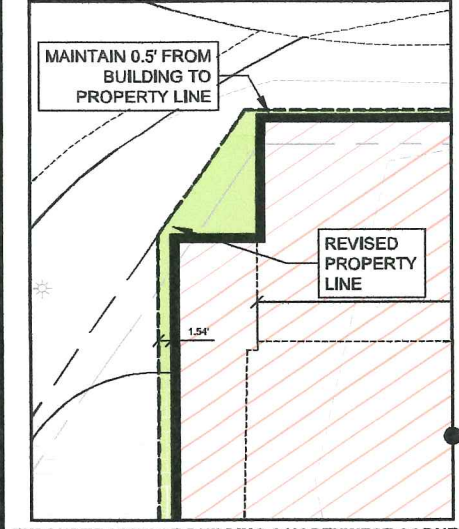 MAINTAIN 0.5' FROM
BUILDING TO
PROPERTY LINE
REVISED
PROPERTY
LINE
1.54'